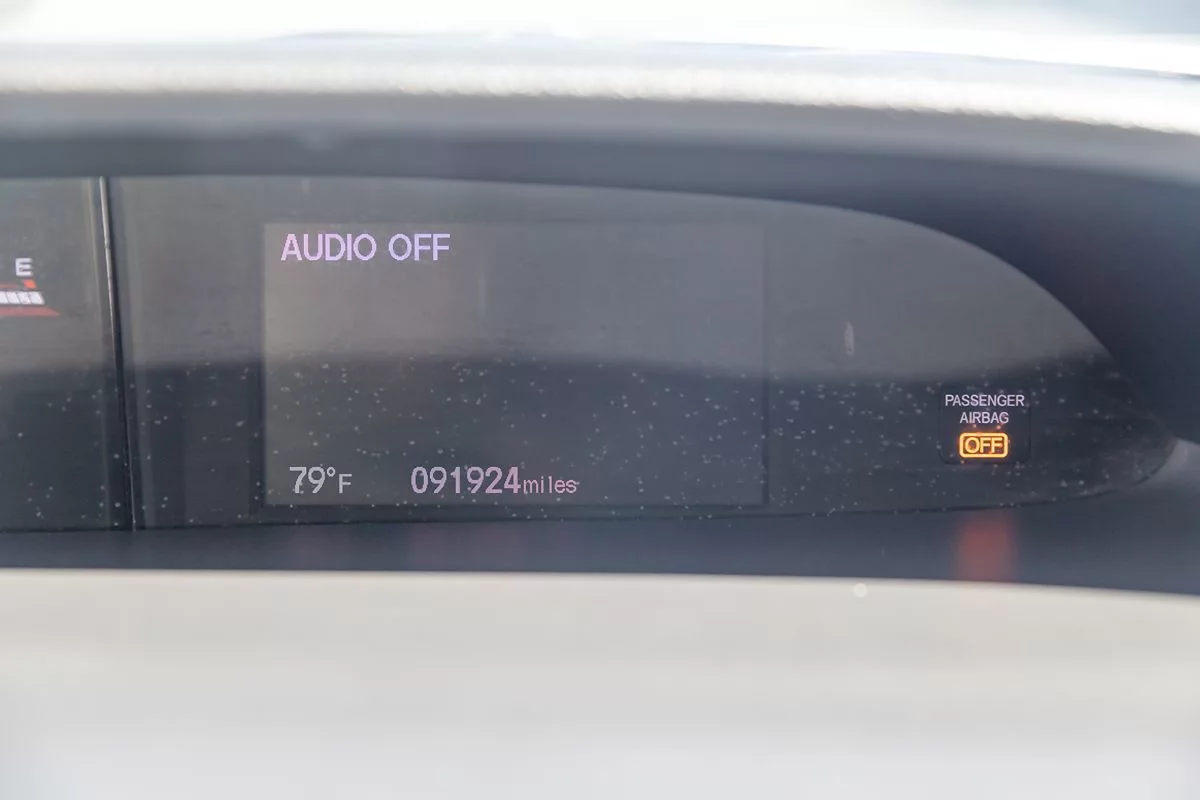 AUDIO OFF
E
PASSENGER
AIRBAG
OFF
79°F 091924miles